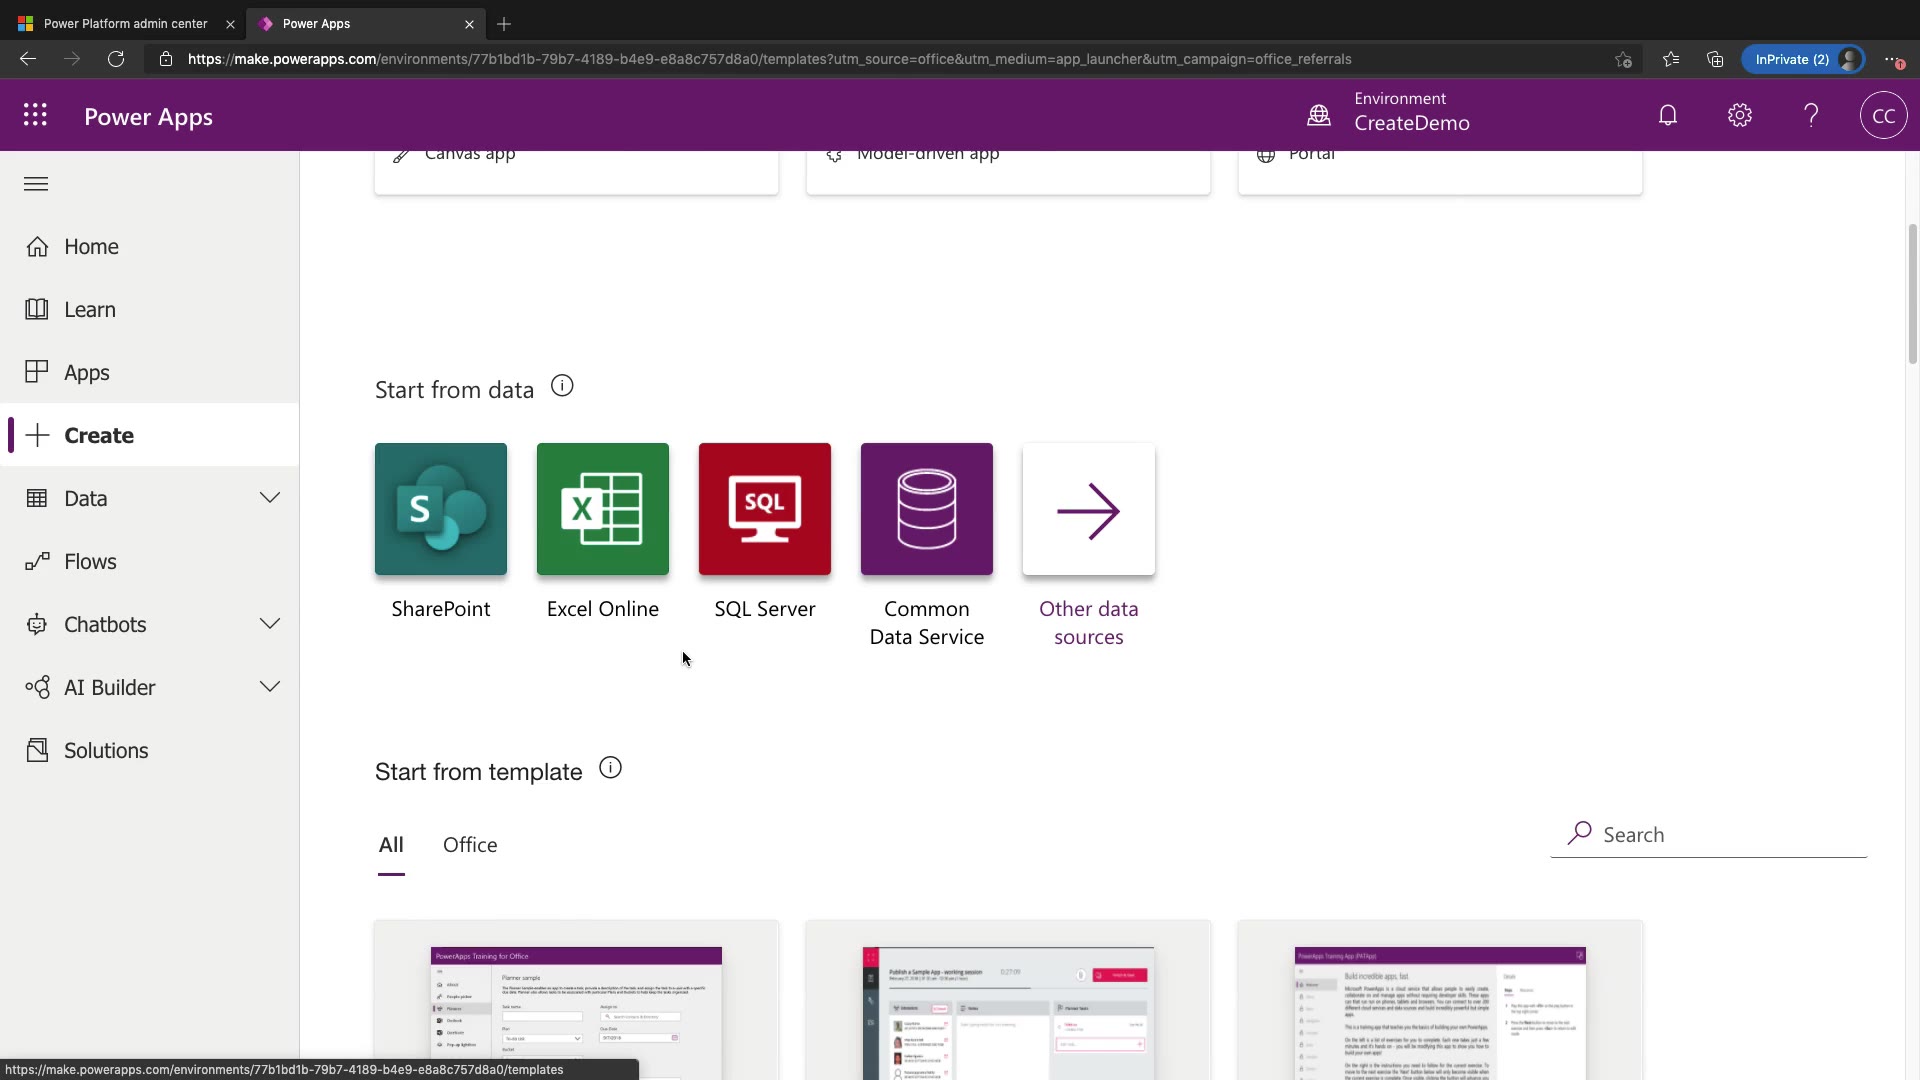 Power Platform admin center
Power Apps
https://make.powerapps.com/environments/77b1bd1b-79b7-4189-b4e9-e8a8c757d8a0/templates?utm_source=office&utm_medium=app_launcher&utm_campaign=office_referrals
InPrivate (2)
Power Apps
Environment
CreateDemo
CC
Canvas app
Model-driven app
Portal
Home
Learn
Apps
Create
Data
Flows
Chatbots
AI Builder
Solutions
Start from data
S
X
SQL
SharePoint
Excel Online
SQL Server
Common
Data Service
Other data
sources
Start from template
All
Office
Search
PowerApps Training for Office
Planner sample
Publish a Sample App - working session
0:27:09
PowerApps Training App (PATApp)
Build incredible apps, fast.
https://make.powerapps.com/environments/77b1bd1b-79b7-4189-b4e9-e8a8c757d8a0/templates